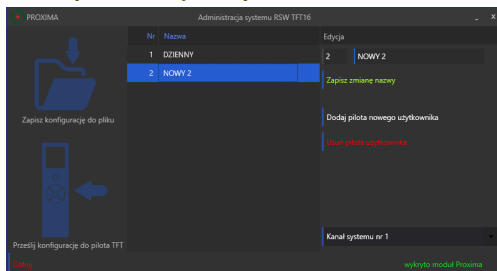 PROXIMA
Administracja systemu RSW TFT16
_ x
Nr Nazwa
Edycja
1 DZIENNY
2 NOWY 2
2 NOWY 2
Zapisz zmianę nazwy
Zapisz konfigurację do pliku
Dodaj pilota nowego użytkownika
Usuń pilota użytkownika
Kanał systemu nr 1
Prześlij konfigurację do pilota TFT
Cofnij
wykryto moduł Proxima